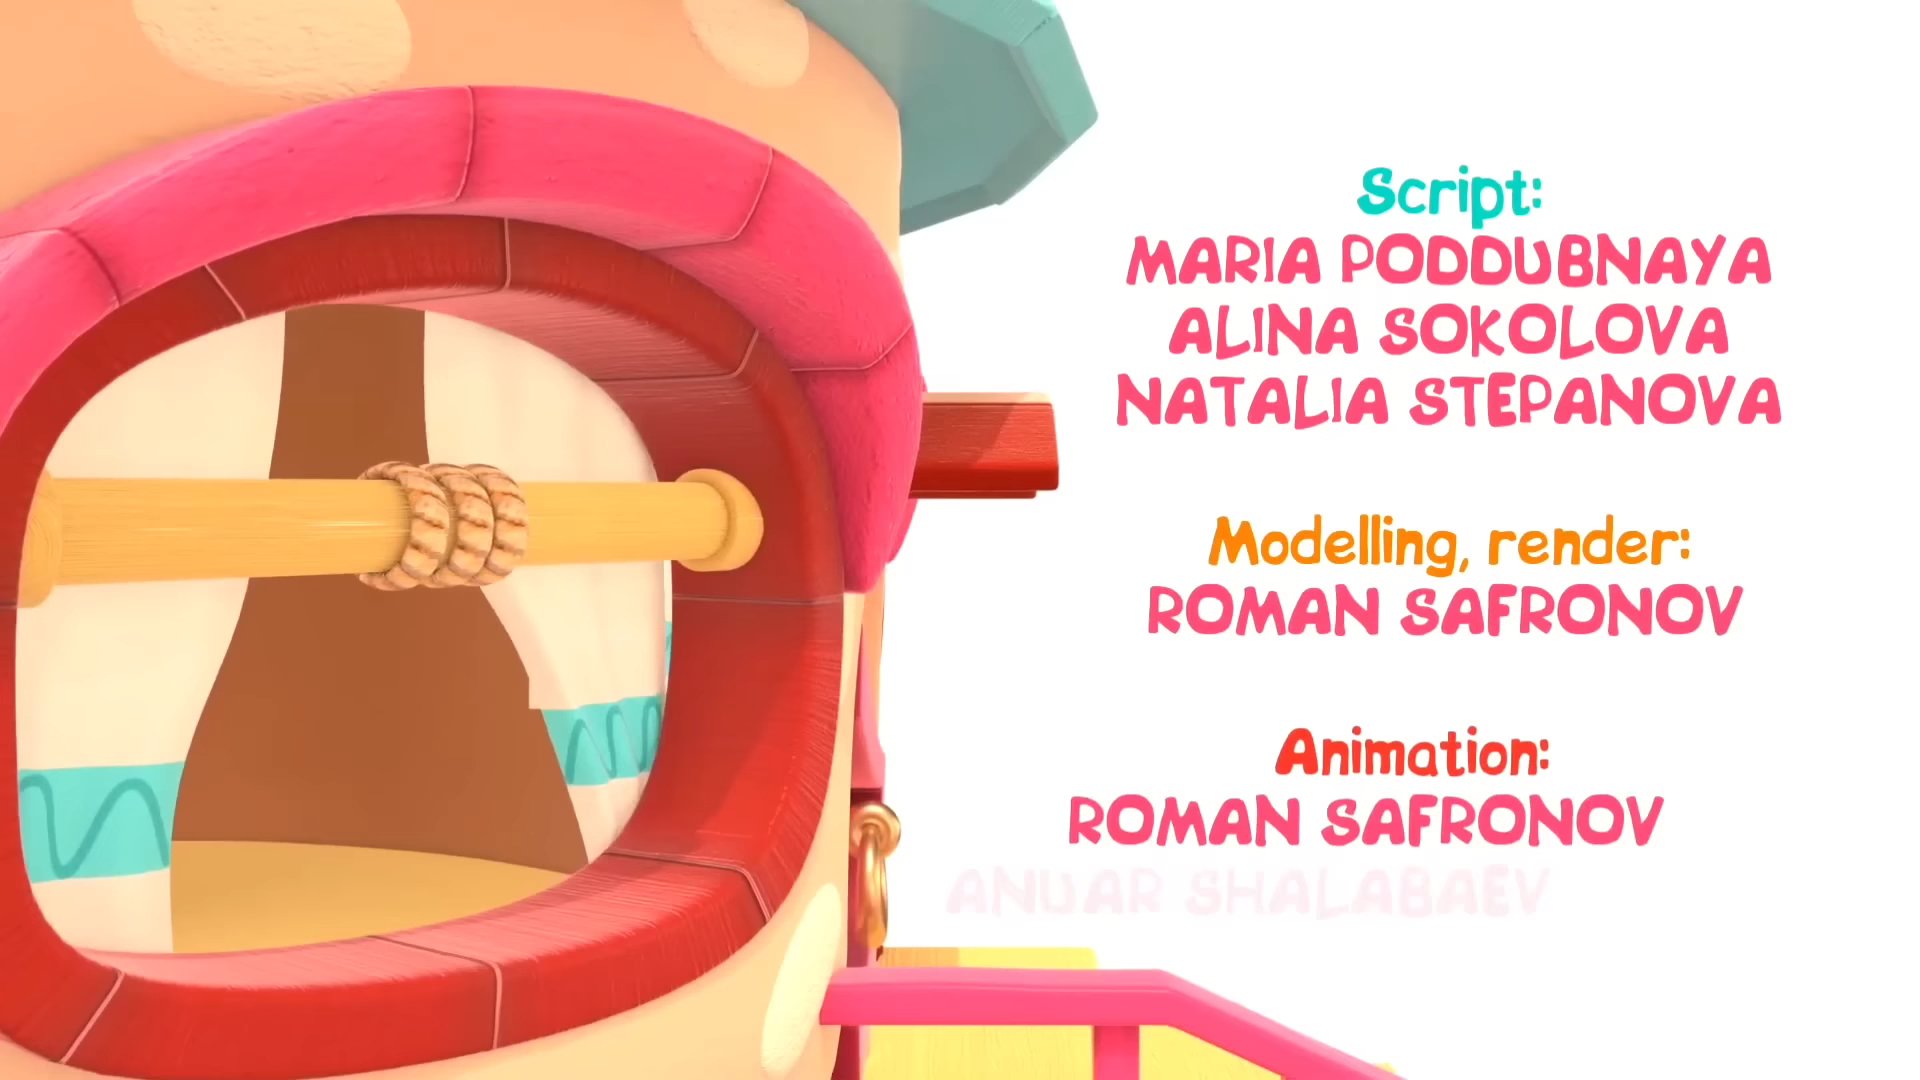 Script:
MARIA PODDUBNAYA
ALINA SOKOLOVA
NATALIA STEPANOVA
Modelling, render:
ROMAN SAFRONOV
Animation:
ROMAN SAFRONOV
ANUAR SHALABAEV